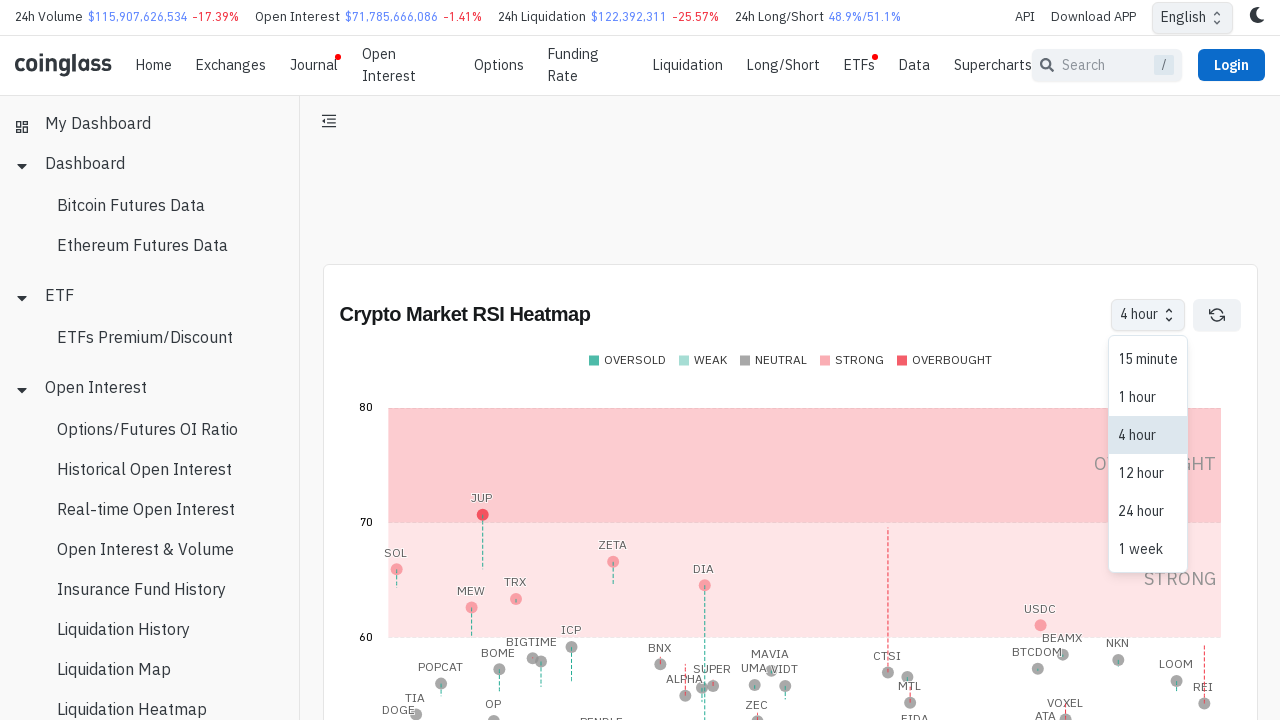 24h Volume $115,907,626,534 -17.39% Open Interest $71,785,666,086 -1.41% 24h Liquidation $122,392,311 -25.57% 24h Long/Short 48.9%/51.1% API Download APP English
coinglass Home Exchanges Journal Open Interest Options Funding Rate Liquidation Long/Short ETFs Data Supercharts Search / Login
My Dashboard
Dashboard
Bitcoin Futures Data
Ethereum Futures Data
ETF
ETFs Premium/Discount
Open Interest
Options/Futures OI Ratio
Historical Open Interest
Real-time Open Interest
Open Interest & Volume
Insurance Fund History
Liquidation History
Liquidation Map
Liquidation Heatmap
Crypto Market RSI Heatmap
4 hour
15 minute
1 hour
4 hour
12 hour
24 hour
1 week
OVERSOLD WEAK NEUTRAL STRONG OVERBOUGHT
80
70
60
STRONG
JUP
SOL
ZETA
DIA
MEW
TRX
USDC
ICP
BIGTIME
BEAMX
NKN
BOME
BNX
MAVIA
CTSI
BTCDOM
POPCAT
SUPER
UMA
VIDT
LOOM
ALPHA
MTL
REI
TIA
DOGE
OP
ZEC
VOXEL
ATA